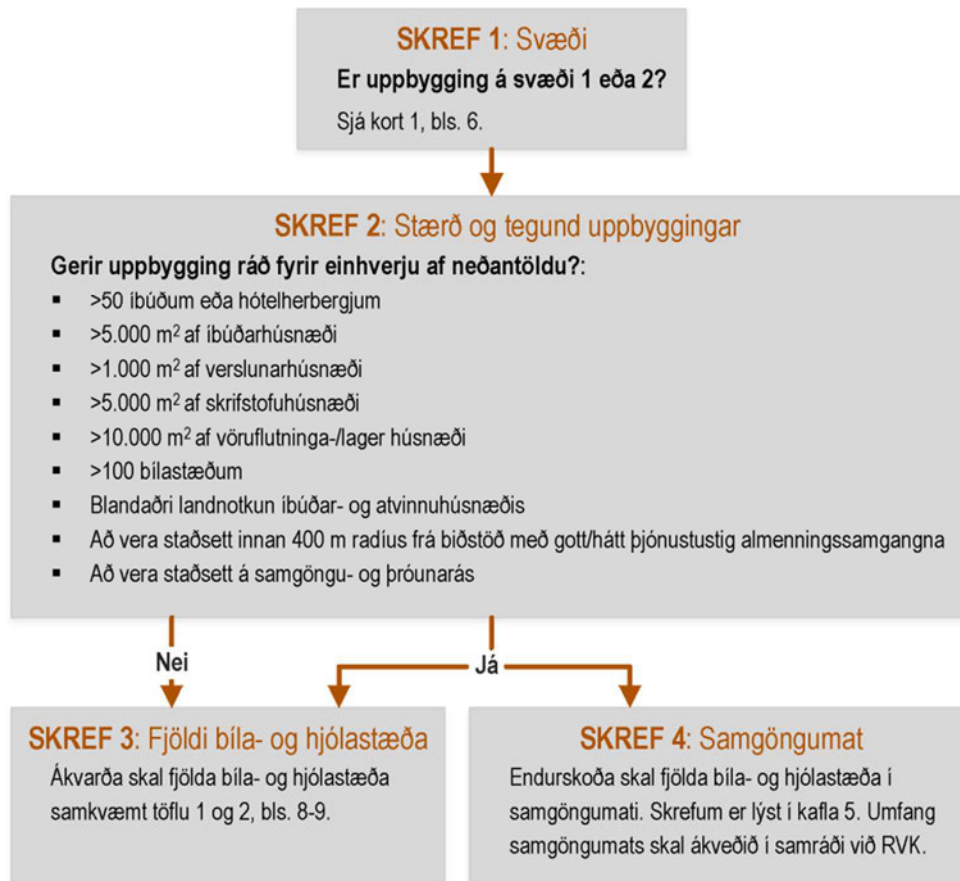 SKREF 1: Svæði
Er uppbygging á svæði 1 eða 2?
Sjá kort 1, bls. 6.
SKREF 2: Stærð og tegund uppbyggingar
Gerir uppbygging ráð fyrir einhverju af neðantöldu?:
▪ >50 íbúðum eða hótelherbergjum
▪ >5.000 m² af íbúðarhúsnæði
▪ >1.000 m² af verslunarhúsnæði
▪ >5.000 m² af skrifstofuhúsnæði
▪ >10.000 m² af vöruflutninga-/lager húsnæði
▪ >100 bílastæðum
▪ Blandaðri landnotkun íbúðar- og atvinnuhúsnæðis
▪ Að vera staðsett innan 400 m radíus frá biðstöð með gott/hátt þjónustustig almenningssamgangna
▪ Að vera staðsett á samgöngu- og þróunarás
Nei
Já
SKREF 3: Fjöldi bíla- og hjólastæða
Ákvarða skal fjölda bíla- og hjólastæða
samkvæmt töflu 1 og 2, bls. 8-9.
SKREF 4: Samgöngumat
Endurskoða skal fjölda bíla- og hjólastæða í
samgöngumati. Skrefum er lýst í kafla 5. Umfang
samgöngumats skal ákveðið í samráði við RVK.